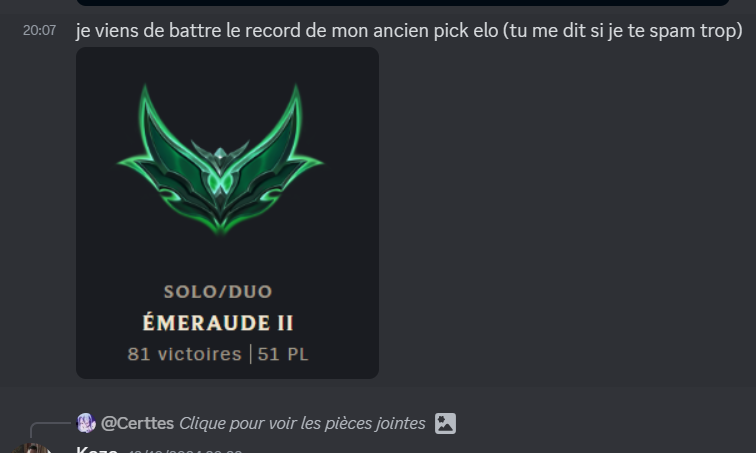 20:07 je viens de battre le record de mon ancien pick elo (tu me dit si je te spam trop)
SOLO/DUO
ÉMERAUDE II
81 victoires | 51 PL
@Certtes Clique pour voir les pièces jointes